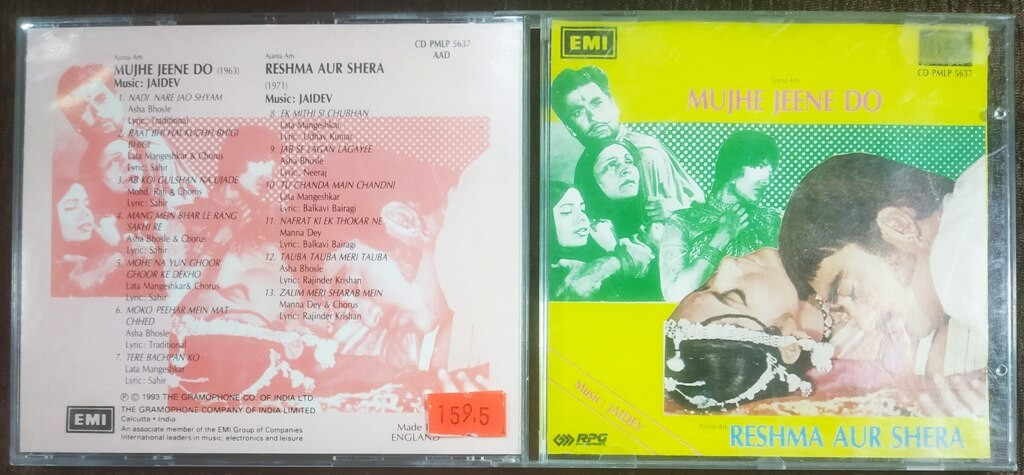 CD PMLP 5637
AAD
Ajanta Arts
MUJHE JEENE DO (1963)
Music: JAIDEV
1. NADI NARE JAO SHYAM
Asha Bhosle
Lyric: Traditional
2. RAAT BHI HAI KUCHH BHIGI
BHIGI
Lata Mangeshkar & Chorus
Lyric: Sahir
3. AB KOI GULSHAN NA UJADE
Mohd. Rafi & Chorus
Lyric: Sahir
4. MANG MEIN BHAR LE RANG
SAKHI RE
Asha Bhosle & Chorus
Lyric: Sahir
5. MOHE NA YUN GHOOR
GHOOR KE DEKHO
Lata Mangeshkar & Chorus
Lyric: Sahir
6. MOKO PEEHAR MEIN MAT
CHHED
Asha Bhosle
Lyric: Traditional
7. TERE BACHPAN KO
Lata Mangeshkar
Lyric: Sahir
Ajanta Arts
RESHMA AUR SHERA
(1971)
Music: JAIDEV
8. EK MITHI SI CHUBHAN
Lata Mangeshkar
Lyric: Udhav Kumar
9. JAB SE LAGAN LAGAYEE
Asha Bhosle
Lyric: Neeraj
10. TU CHANDA MAIN CHANDNI
Lata Mangeshkar
Lyric: Balkavi Bairagi
11. NAFRAT KI EK THOKAR NE
Manna Dey
Lyric: Balkavi Bairagi
12. TAUBA TAUBA MERI TAUBA
Asha Bhosle
Lyric: Rajinder Krishan
13. ZALIM MERI SHARAB MEIN
Manna Dey & Chorus
Lyric: Rajinder Krishan
EMI
℗ © 1993 THE GRAMOPHONE CO. OF INDIA LTD
THE GRAMOPHONE COMPANY OF INDIA LIMITED
Calcutta • India
An associate member of the EMI Group of Companies
International leaders in music, electronics and leisure
Made
ENGLAND
159.5
EMI
CD PMLP 5637
Ajanta Arts
MUJHE JEENE DO
Music: JAIDEV
RPG
Ajanta Arts
RESHMA AUR SHERA